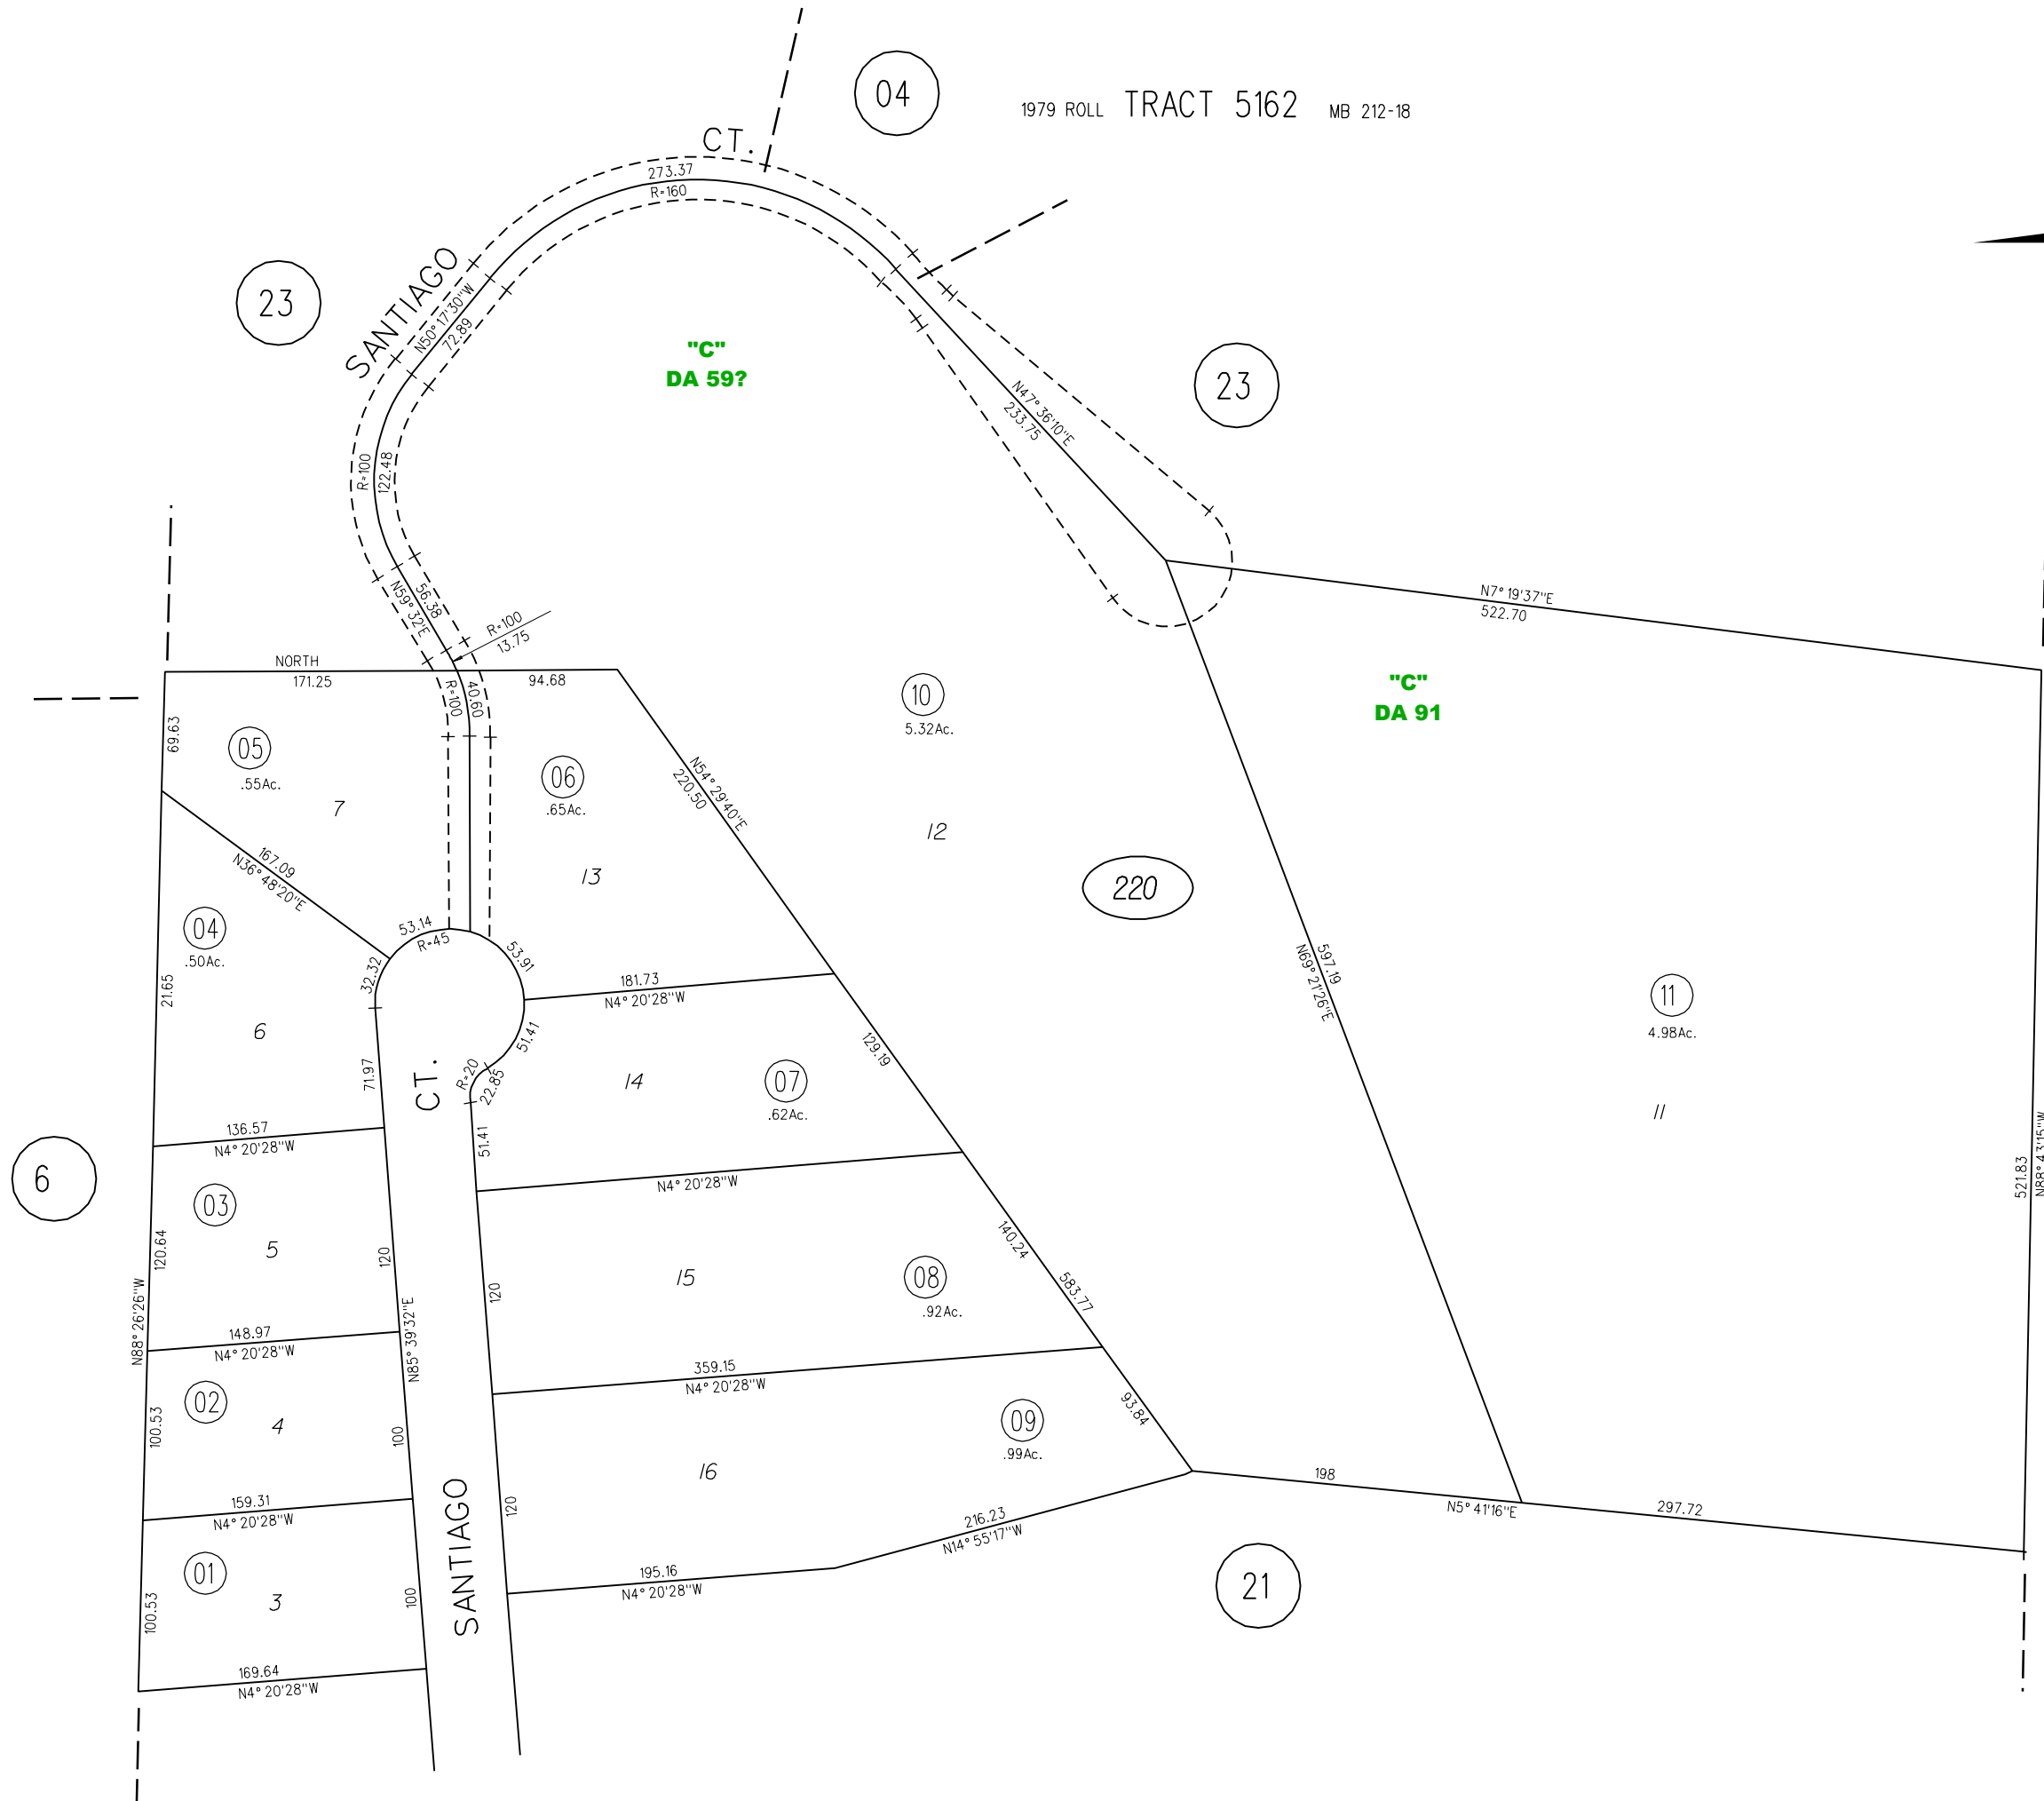 04
1979 ROLL TRACT 5162 MB 212-18
CT.
273.37
R=160
SANTIAGO
23
N50°17'30"W
72.89
"C"
DA 59?
23
N47°36'10"E
233.75
R=100
122.48
N59°32'E
56.38
R=100
13.75
N7°19'37"E
522.70
NORTH
171.25
94.68
R=100
40.60
10
5.32Ac.
"C"
DA 91
69.63
05
.55Ac.
7
06
.65Ac.
13
N54°29'40"E
220.50
12
220
167.09
N36°48'20"E
04
.50Ac.
53.14
R=45
32.32
53.91
181.73
N4°20'28"W
597.19
N69°21'26"E
21.65
6
11
4.98Ac.
11
51.41
129.19
71.97
CT.
R=20
22.85
14
07
.62Ac.
136.57
N4°20'28"W
51.41
N4°20'28"W
6
03
5
120.64
120
120
15
08
.92Ac.
140.24
583.77
521.83
N88°43'15"W
N88°26'26"W
N85°39'32"E
148.97
N4°20'28"W
359.15
N4°20'28"W
02
4
100.53
100
16
09
.99Ac.
93.84
159.31
N4°20'28"W
SANTIAGO
120
198
N5°41'16"E
297.72
216.23
N14°55'17"W
01
3
100.53
100
195.16
N4°20'28"W
21
169.64
N4°20'28"W